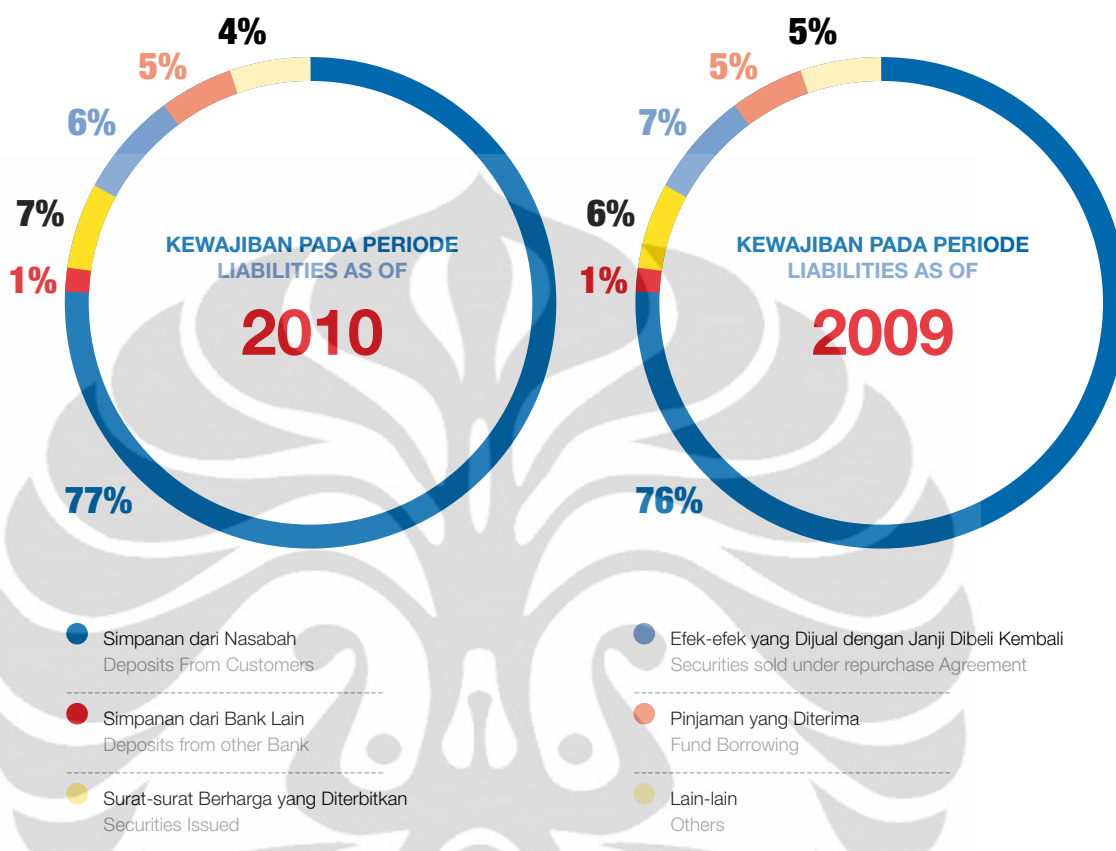 4%
5%
6%
7%
1%
KEWAJIBAN PADA PERIODE
LIABILITIES AS OF
2010
77%
5%
5%
7%
6%
1%
KEWAJIBAN PADA PERIODE
LIABILITIES AS OF
2009
76%
Simpanan dari Nasabah
Deposits From Customers
Simpanan dari Bank Lain
Deposits from other Bank
Surat-surat Berharga yang Diterbitkan
Securities Issued
Efek-efek yang Dijual dengan Janji Dibeli Kembali
Securities sold under repurchase Agreement
Pinjaman yang Diterima
Fund Borrowing
Lain-lain
Others